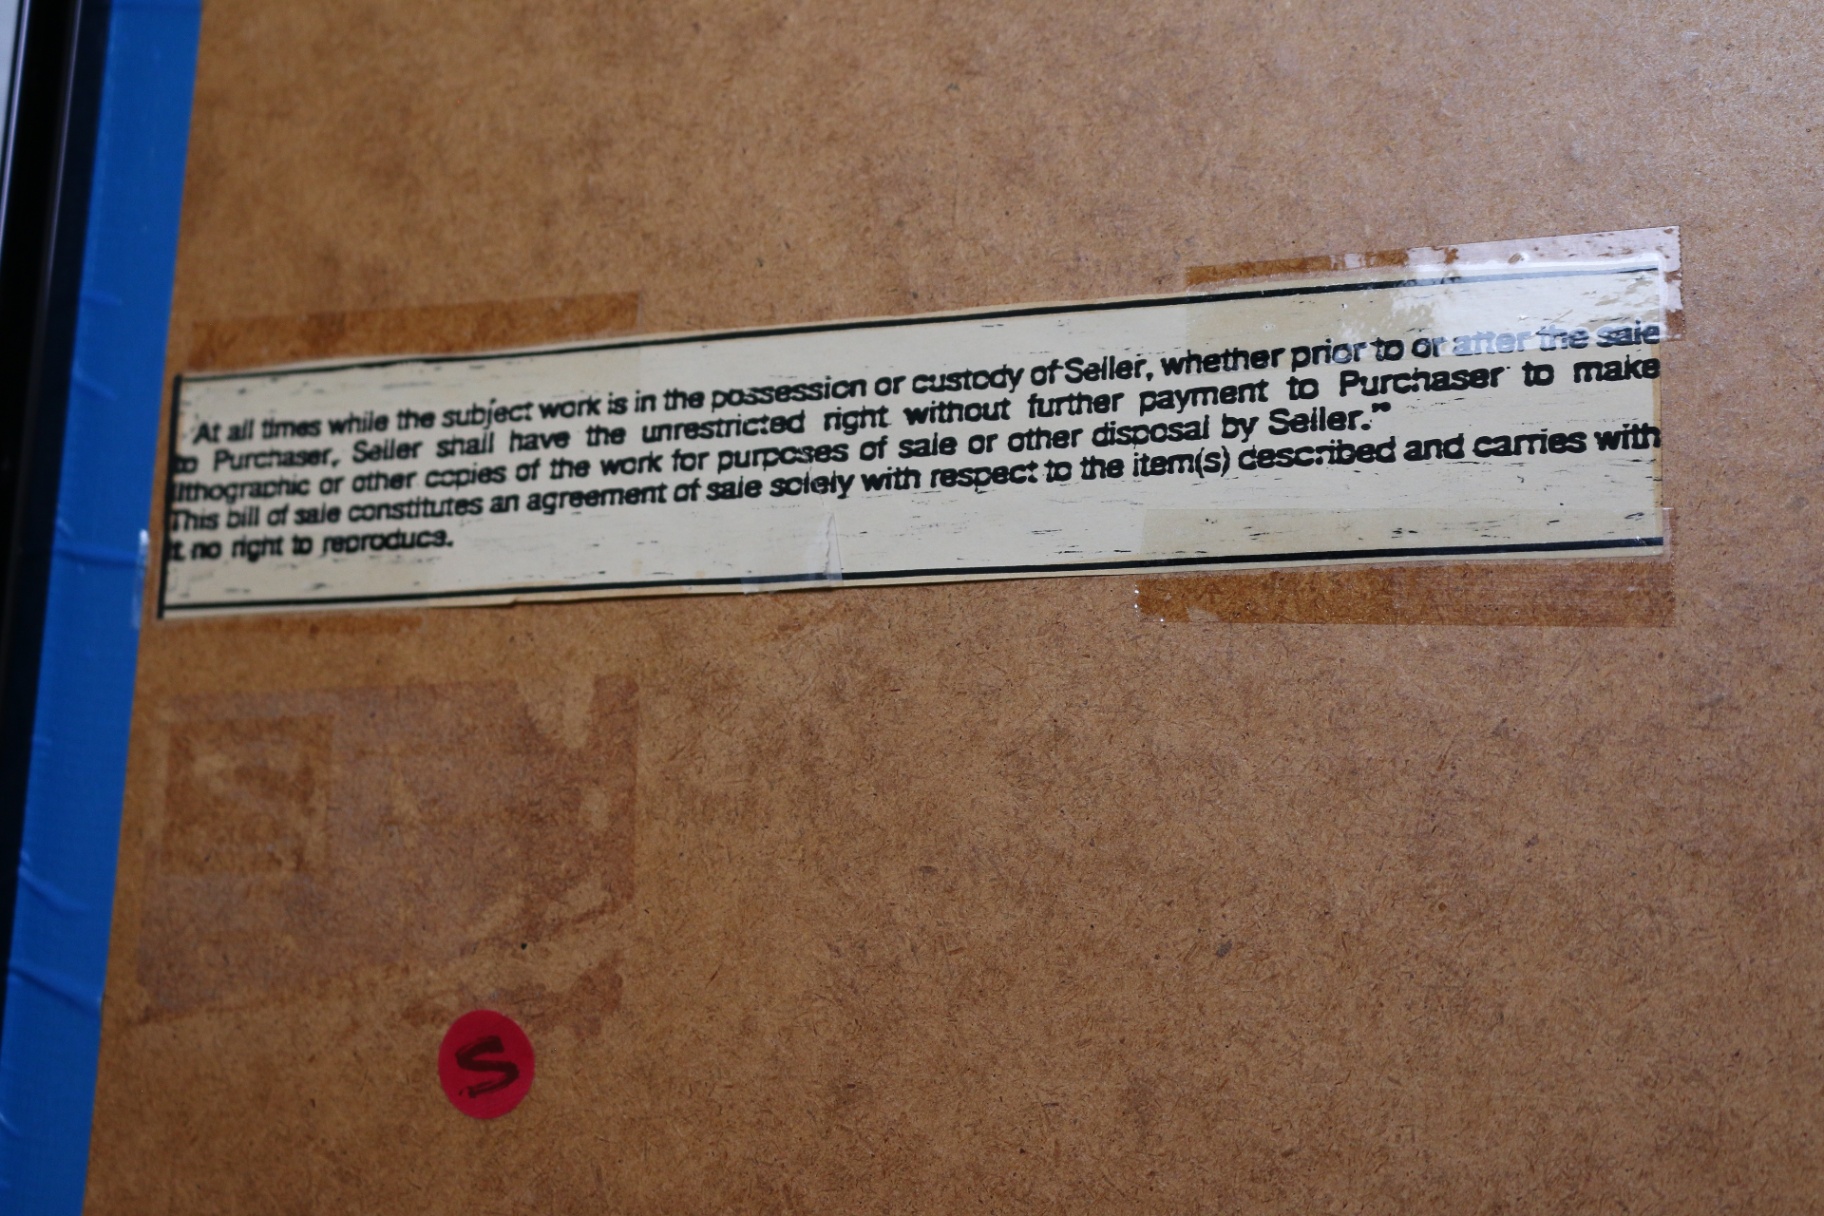 At all times while the subject work is in the possession or custody of Seller, whether prior to or after the sale
to Purchaser, Seller shall have the unrestricted right without further payment to Purchaser to make
lithographic or other copies of the work for purposes of sale or other disposal by Seller.”
This bill of sale constitutes an agreement of sale solely with respect to the item(s) described and carries with
it no right to reproduce.
S